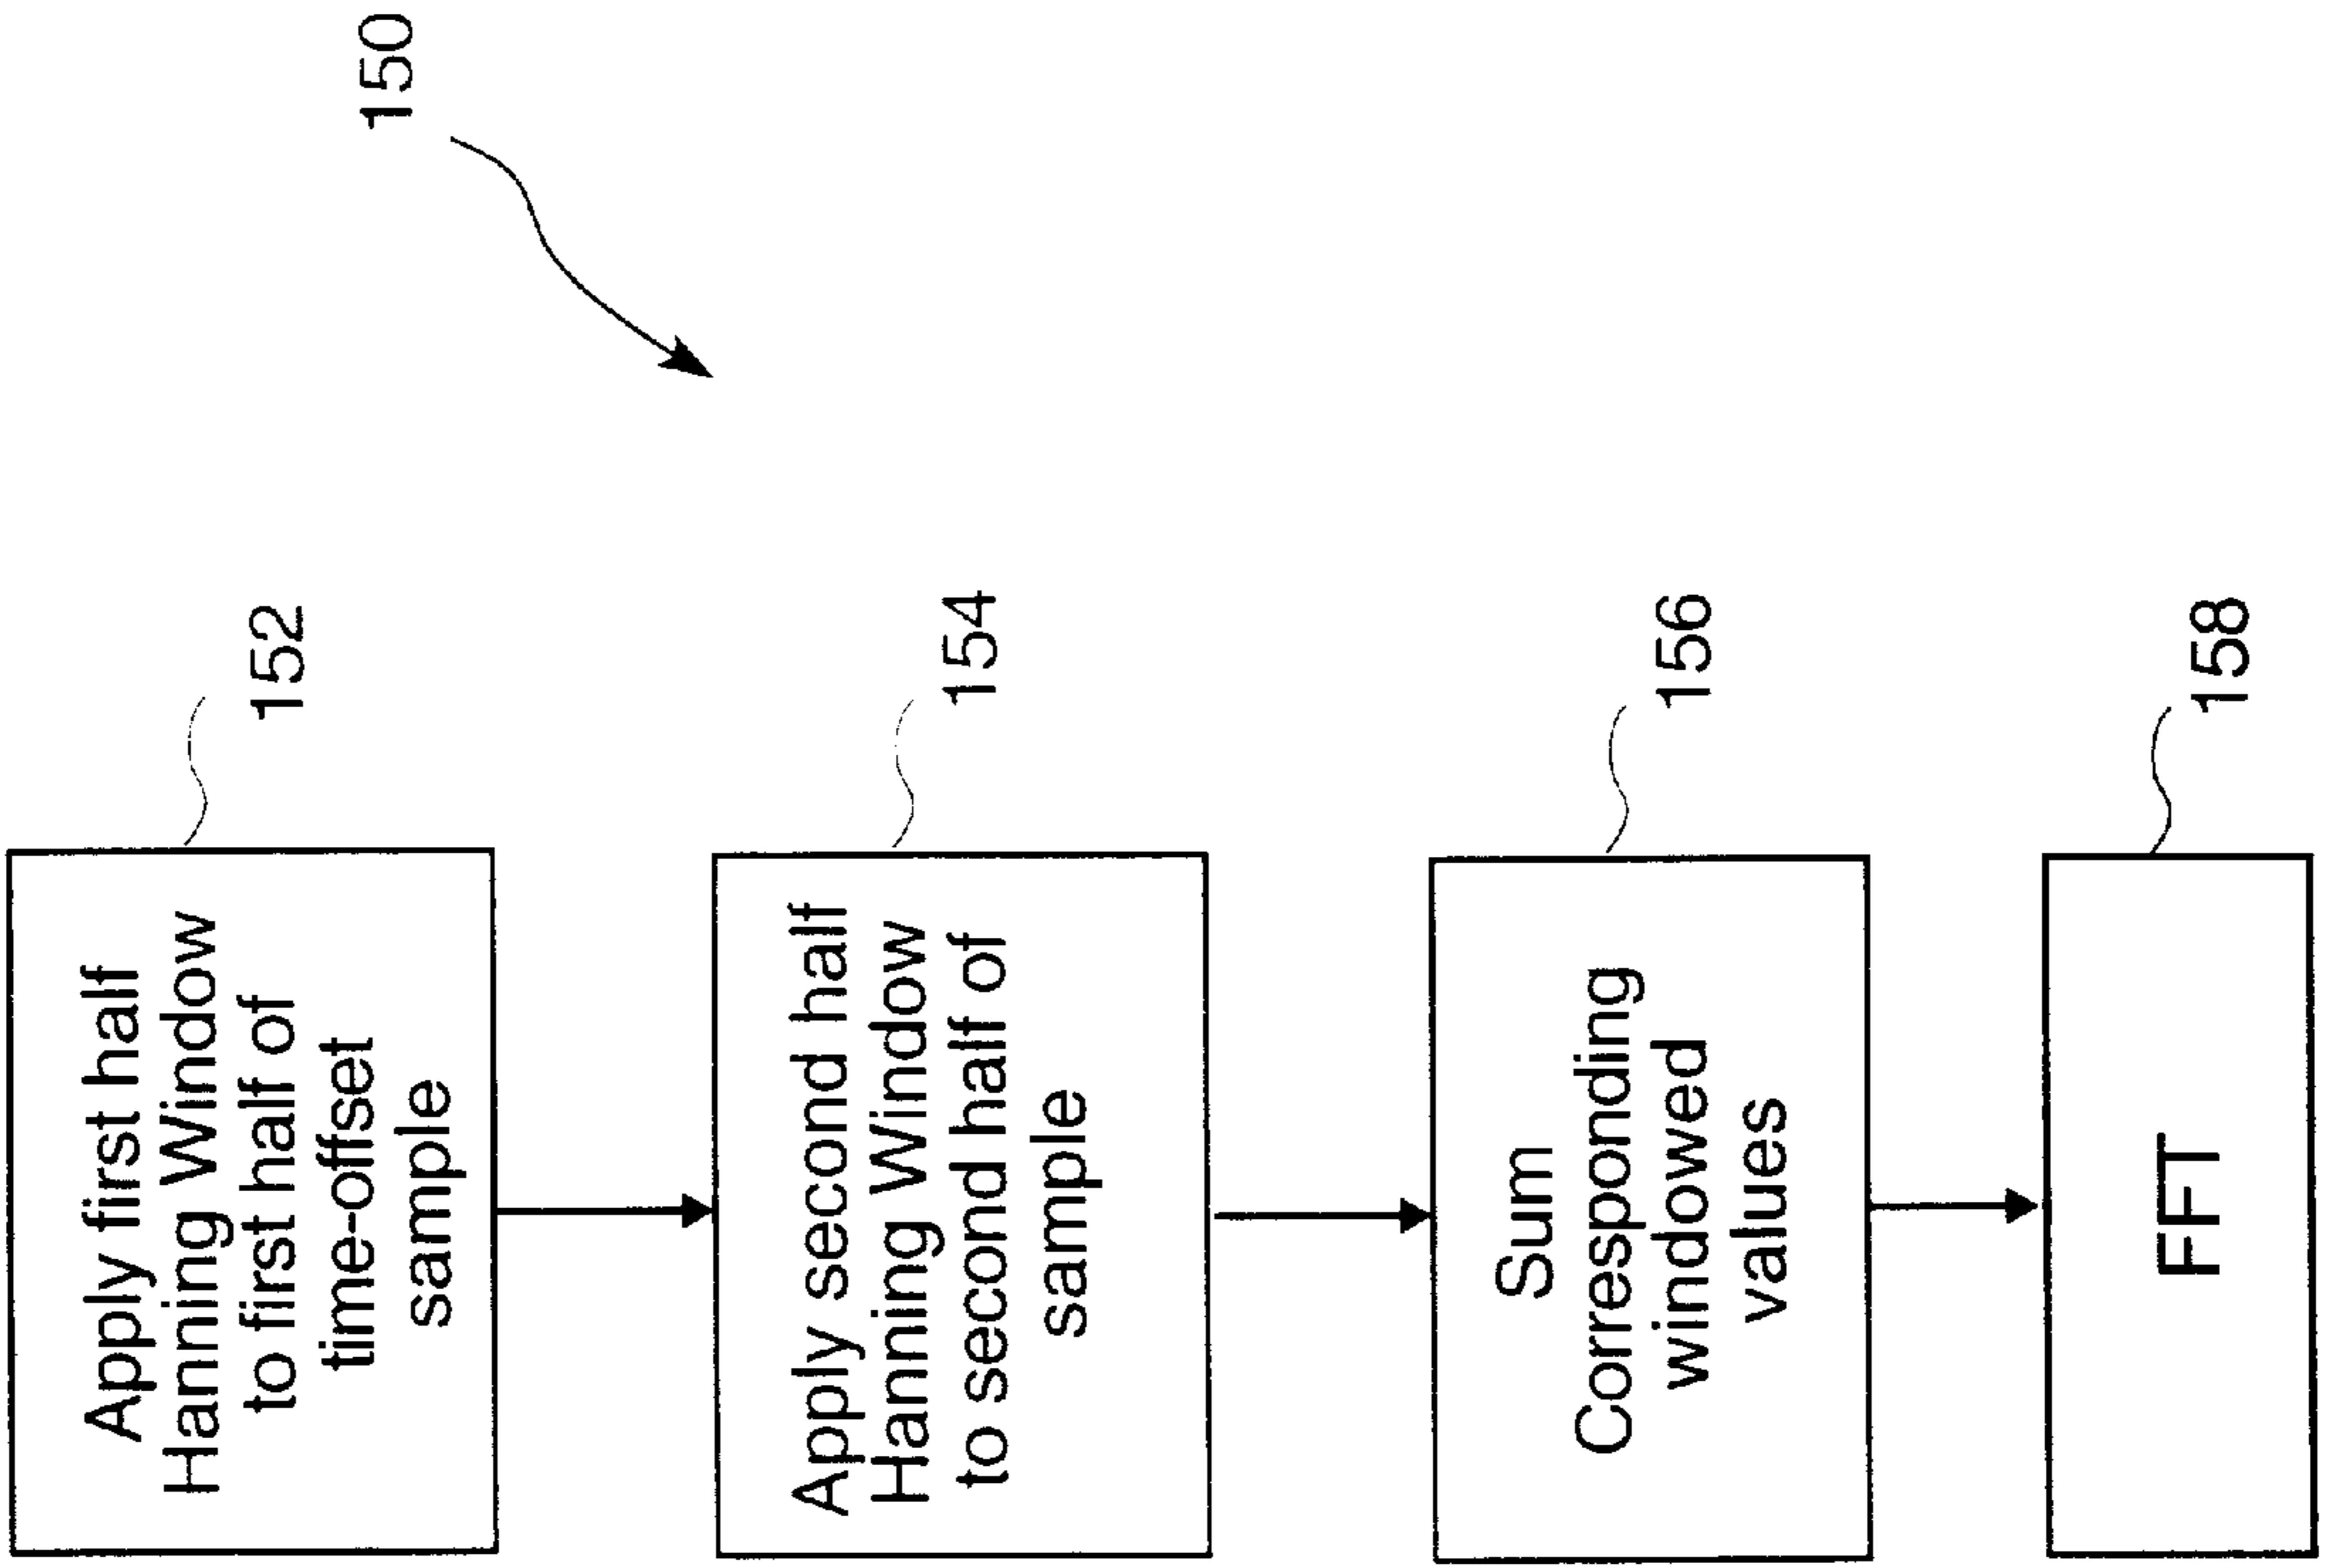 150
Apply first half
Hanning Window
to first half of
time-offset
sample
152
Apply second half
Hanning Window
to second half of
sample
154
Sum
Corresponding
windowed
values
156
FFT
158